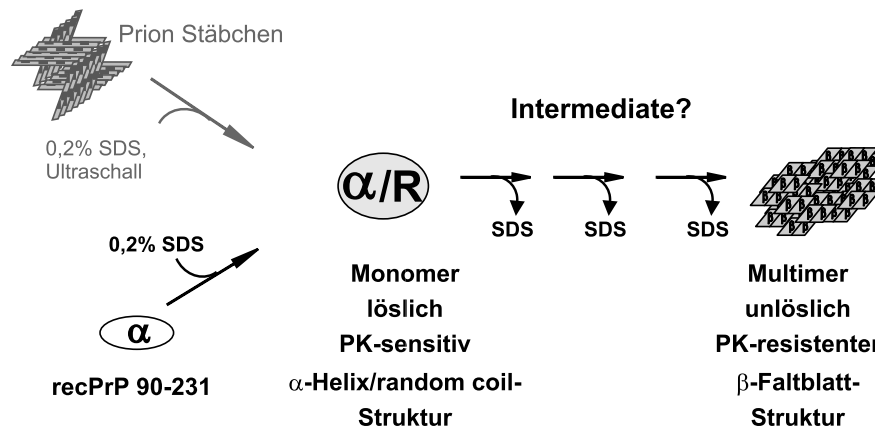 Prion Stäbchen
0,2% SDS,
Ultraschall
Intermediate?
α/R
SDS
SDS
SDS
0,2% SDS
α
recPrP 90-231
Monomer
löslich
PK-sensitiv
α-Helix/random coil-
Struktur
Multimer
unlöslich
PK-resistenter
β-Faltblatt-
Struktur